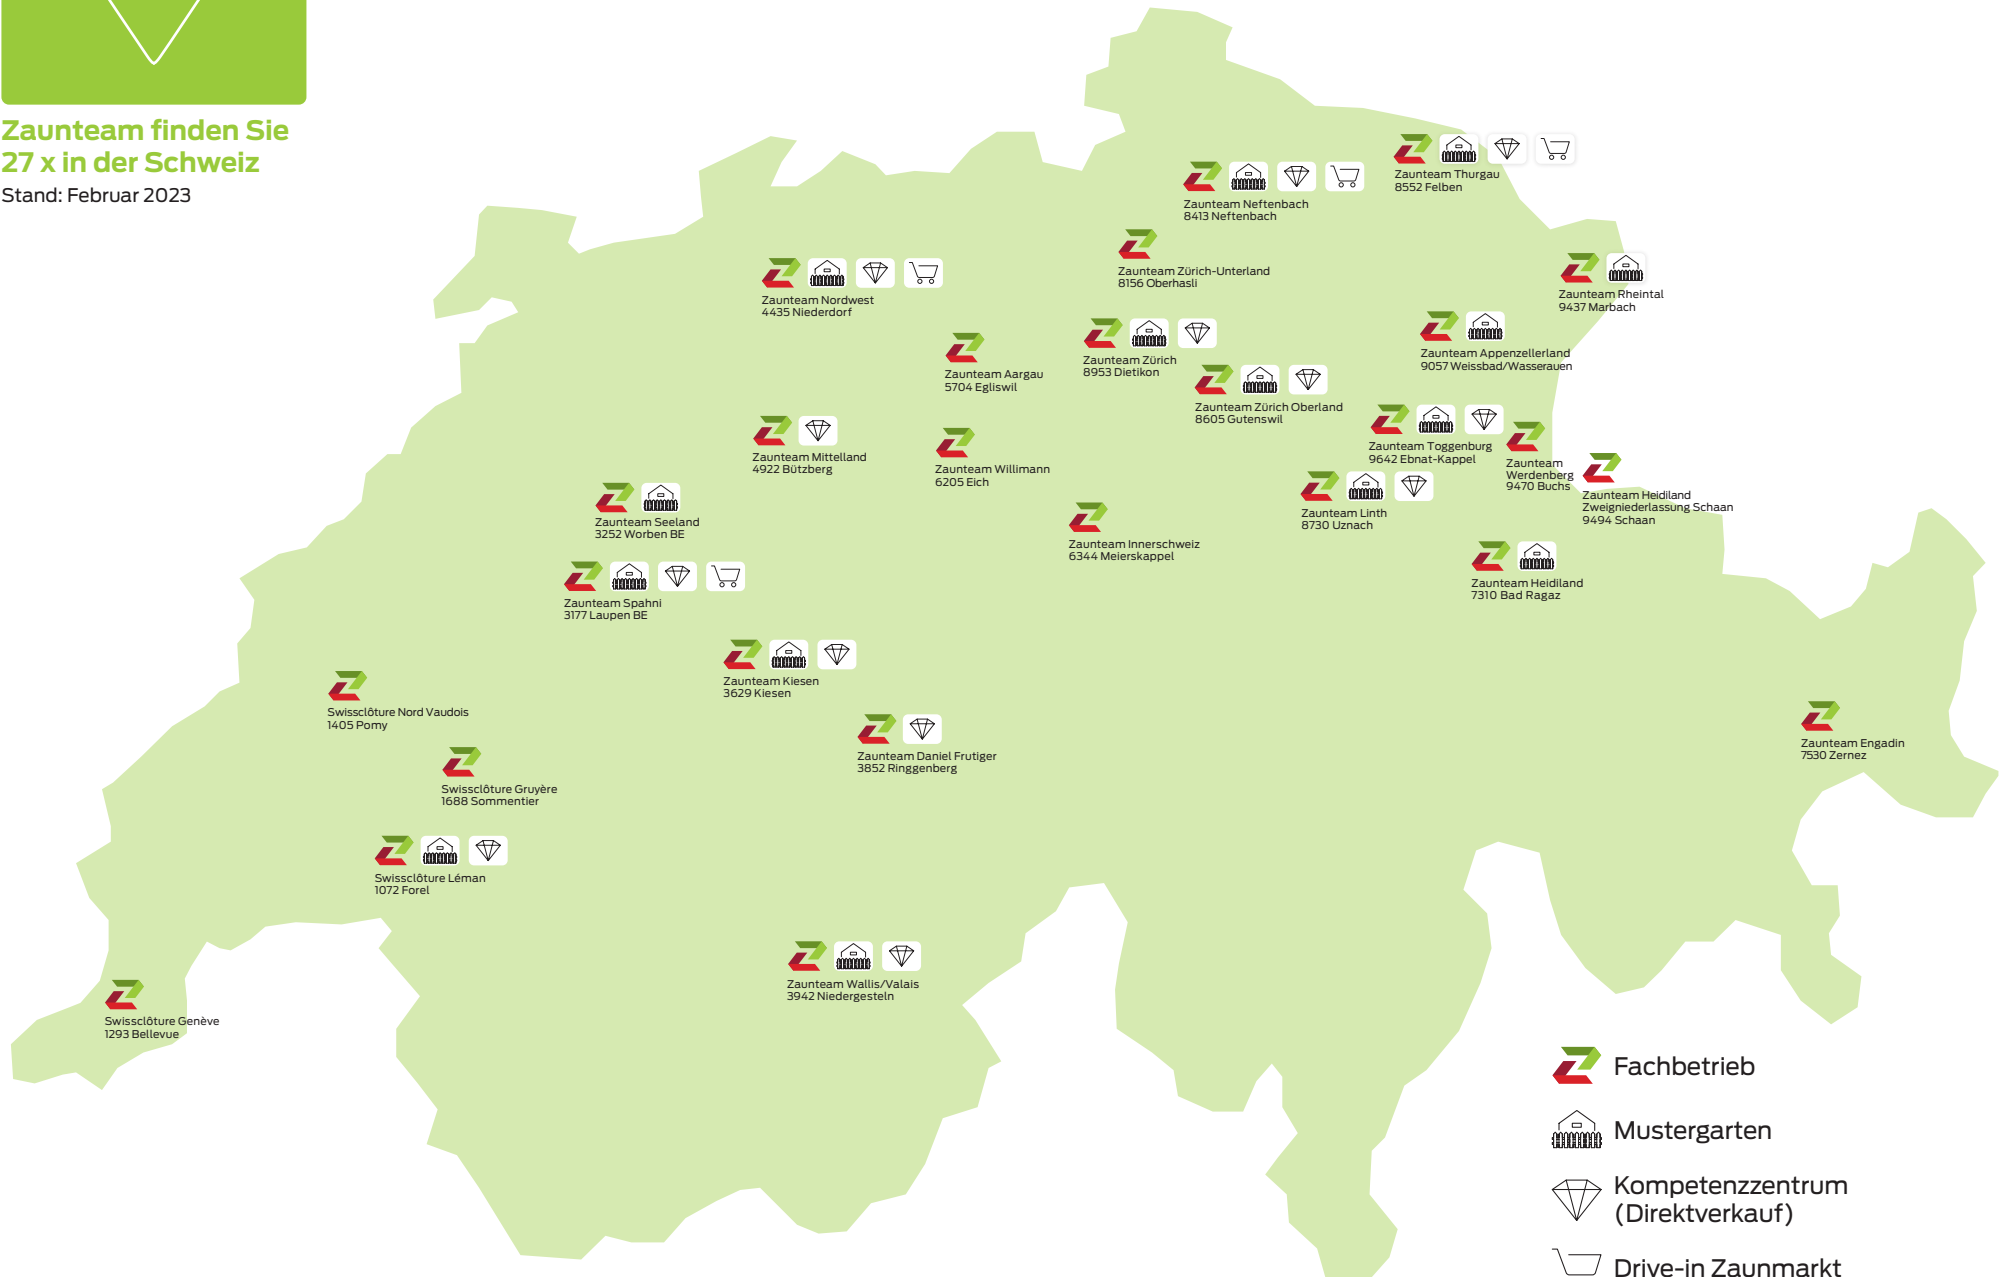 Zaunteam finden Sie
27 x in der Schweiz
Stand: Februar 2023
Zaunteam Thurgau
8552 Felben
Zaunteam Neftenbach
8413 Neftenbach
Zaunteam Zürich-Unterland
8156 Oberhasli
Zaunteam Nordwest
4435 Niederdorf
Zaunteam Rheintal
9437 Marbach
Zaunteam Zürich
8953 Dietikon
Zaunteam Appenzellerland
9057 Weissbad/Wasserauen
Zaunteam Aargau
5704 Egliswil
Zaunteam Zürich Oberland
8605 Gutenswil
Zaunteam Mittelland
4922 Bützberg
Zaunteam Willimann
6205 Eich
Zaunteam Toggenburg
9642 Ebnat-Kappel
Zaunteam
Werdenberg
9470 Buchs
Zaunteam Heidiland
Zweigniederlassung Schaan
9494 Schaan
Zaunteam Seeland
3252 Worben BE
Zaunteam Linth
8730 Uznach
Zaunteam Innerschweiz
6344 Meierskappel
Zaunteam Heidiland
7310 Bad Ragaz
Zaunteam Spahni
3177 Laupen BE
Zaunteam Kiesen
3629 Kiesen
Swissclôture Nord Vaudois
1405 Pomy
Zaunteam Daniel Frutiger
3852 Ringgenberg
Zaunteam Engadin
7530 Zernez
Swissclôture Gruyère
1688 Sommentier
Swissclôture Léman
1072 Forel
Zaunteam Wallis/Valais
3942 Niedergesteln
Swissclôture Genève
1293 Bellevue
Fachbetrieb
Mustergarten
Kompetenzzentrum
(Direktverkauf)
Drive-in Zaunmarkt